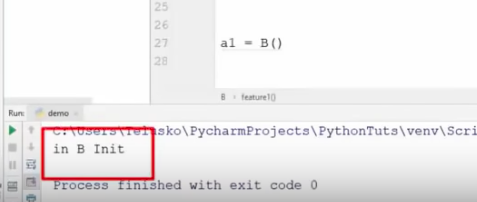 25
26
27 a1 = B()
28
B › feature1()
Run: demo ×
C:\Users\Telusko\PycharmProjects\PythonTuts\venv\Scri
in B Init
Process finished with exit code 0